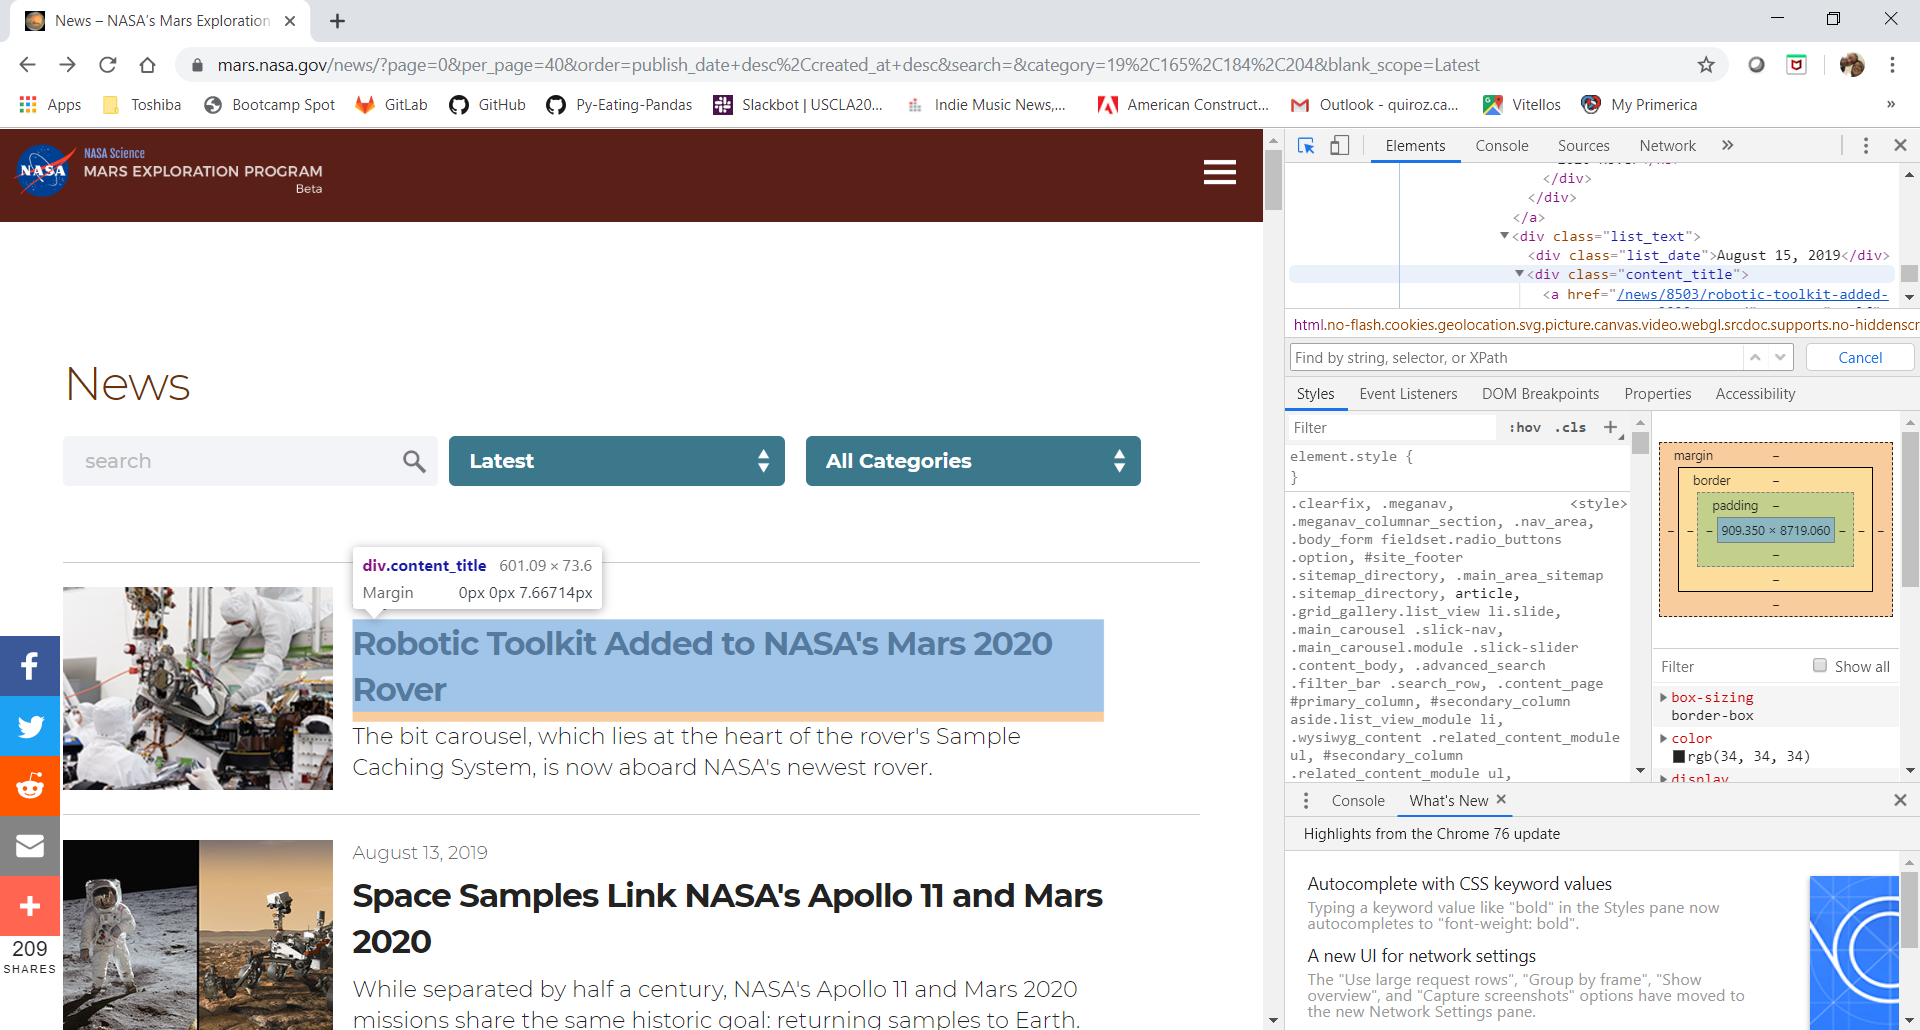 News – NASA's Mars Exploration
mars.nasa.gov/news/?page=0&per_page=40&order=publish_date+desc%2Ccreated_at+desc&search=&category=19%2C165%2C184%2C204&blank_scope=Latest
Apps Toshiba Bootcamp Spot GitLab GitHub Py-Eating-Pandas Slackbot | USCLA20... Indie Music News,... American Construct... Outlook - quiroz.ca... Vitellos My Primerica »
NASA
NASA Science
MARS EXPLORATION PROGRAM
Beta
News
search
Latest
All Categories
div.content_title 601.09 × 73.6
Margin 0px 0px 7.66714px
Robotic Toolkit Added to NASA's Mars 2020
Rover
The bit carousel, which lies at the heart of the rover's Sample
Caching System, is now aboard NASA's newest rover.
August 13, 2019
Space Samples Link NASA's Apollo 11 and Mars
2020
While separated by half a century, NASA's Apollo 11 and Mars 2020
missions share the same historic goal: returning samples to Earth.
209
SHARES
Elements Console Sources Network »
</div>
</div>
</a>
<div class="list_text">
<div class="list_date">August 15, 2019</div>
<div class="content_title">
<a href="/news/8503/robotic-toolkit-added-
html.no-flash.cookies.geolocation.svg.picture.canvas.video.webgl.srcdoc.supports.no-hiddenscr
Find by string, selector, or XPath
Cancel
Styles Event Listeners DOM Breakpoints Properties Accessibility
Filter :hov .cls +
element.style {
}
.clearfix, .meganav, <style>
.meganav_columnar_section, .nav_area,
.body_form fieldset.radio_buttons
.option, #site_footer
.sitemap_directory, .main_area_sitemap
.sitemap_directory, article,
.grid_gallery.list_view li.slide,
.main_carousel .slick-nav,
.main_carousel.module .slick-slider
.content_body, .advanced_search
.filter_bar .search_row, .content_page
#primary_column, #secondary_column
aside.list_view_module li,
.wysiwyg_content .related_content_module
ul, #secondary_column
.related_content_module ul,
margin –
border –
padding –
– – – 909.350 × 8719.060 – – –
–
–
–
Filter Show all
box-sizing
border-box
color
rgb(34, 34, 34)
display
Console What's New
Highlights from the Chrome 76 update
Autocomplete with CSS keyword values
Typing a keyword value like "bold" in the Styles pane now
autocompletes to "font-weight: bold".
A new UI for network settings
The "Use large request rows", "Group by frame", "Show
overview", and "Capture screenshots" options have moved to
the new Network Settings pane.